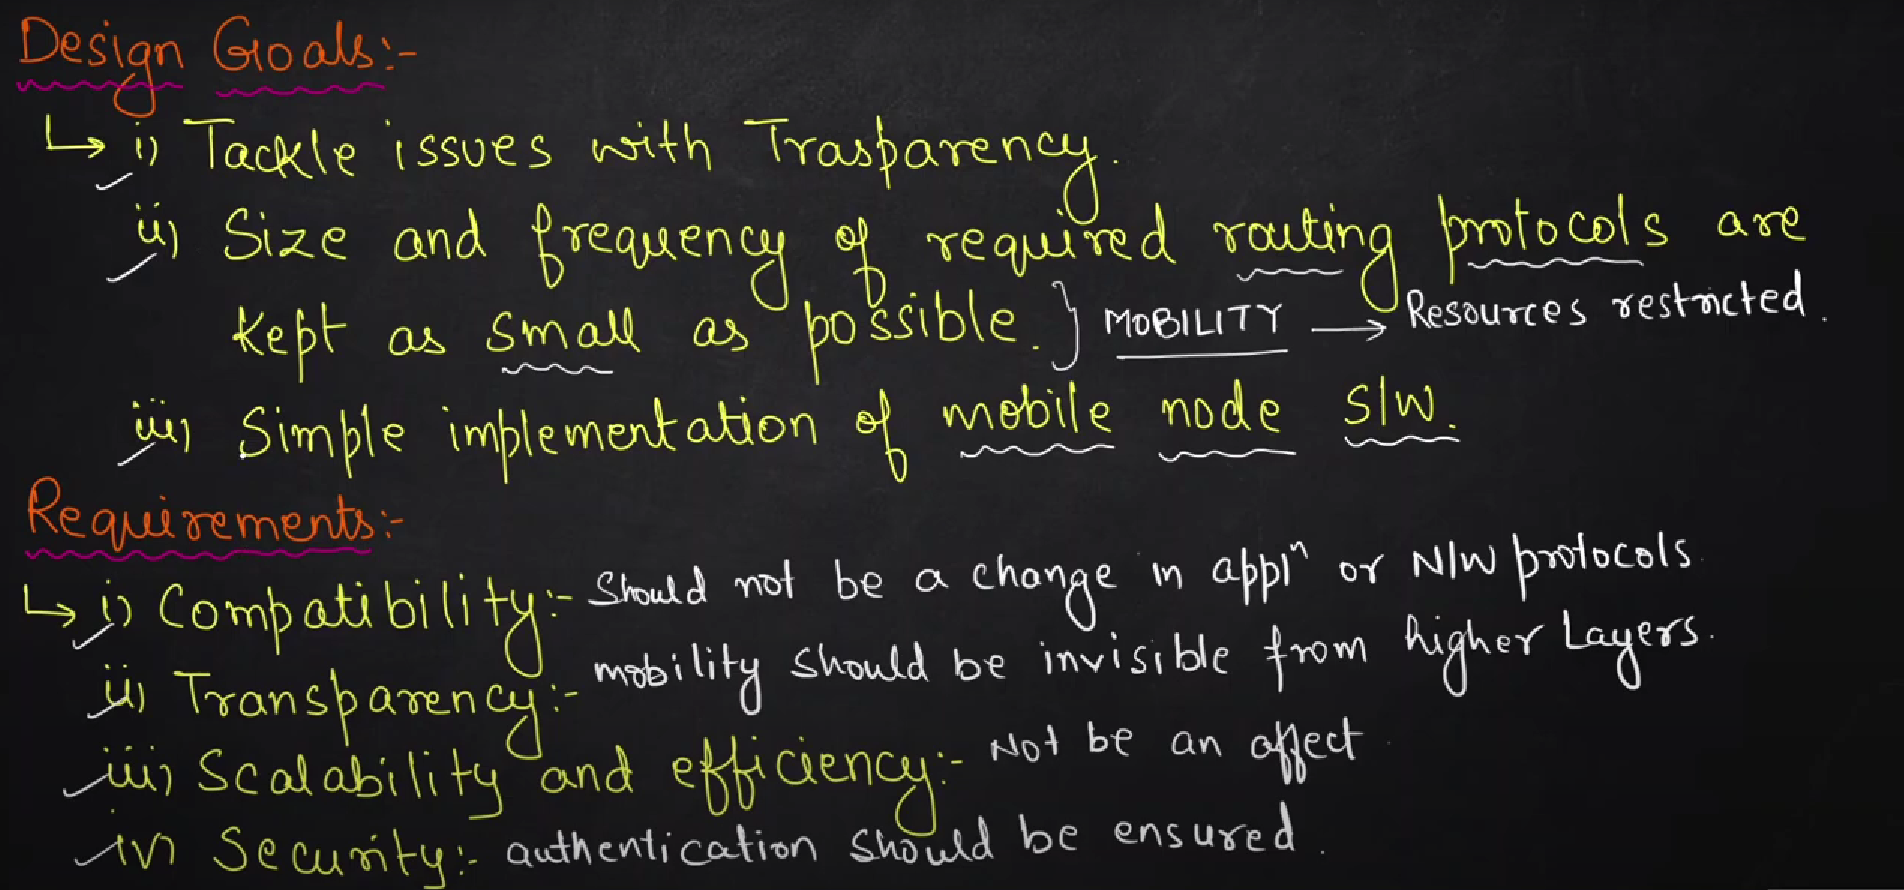 Design Goals:-
↳ i) Tackle issues with Trasparency.
ii) Size and frequency of required routing protocols are
kept as small as possible. } MOBILITY → Resources restricted.
iii) Simple implementation of mobile node S/W.
Requirements:-
↳ i) Compatibility:- Should not be a change in applⁿ or N/W protocols.
ii) Transparency:- mobility should be invisible from higher Layers.
iii) Scalability and efficiency:- Not be an affect
iv) Security:- authentication should be ensured.